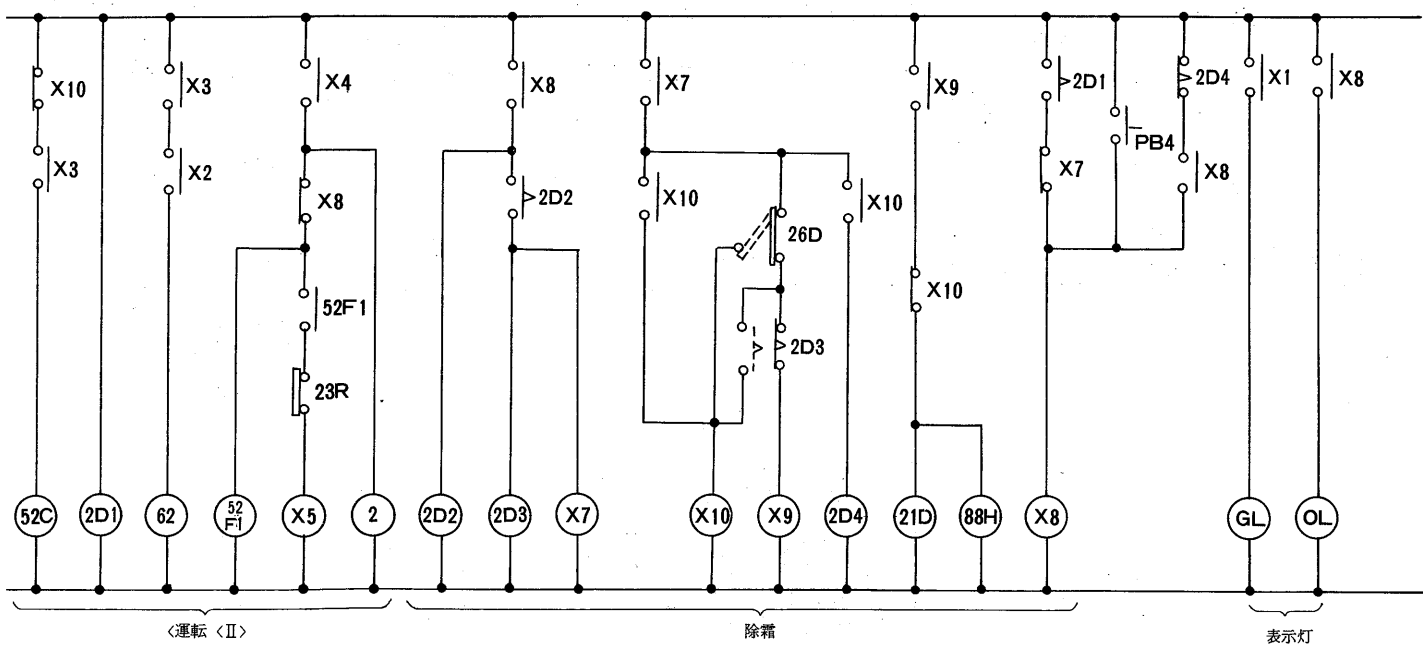 X10
X3
X4
X8
X7
X9
2D1
2D4
X1
X8
PB4
X3
X2
X8
2D2
X10
26D
X10
X7
X8
52F1
X10
2D3
23R
52C
2D1
62
52
F1
X5
2
2D2
2D3
X7
X10
X9
2D4
21D
88H
X8
GL
OL
〈運転〈Ⅱ〉
除霜
表示灯